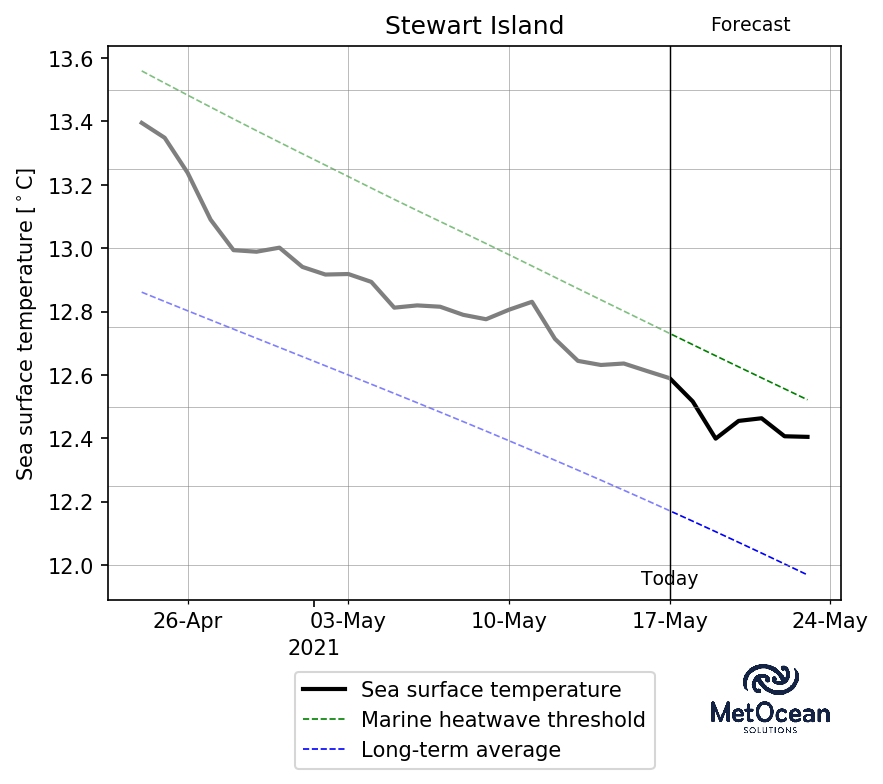 Stewart Island
Forecast
Sea surface temperature [°C]
13.6
13.4
13.2
13.0
12.8
12.6
12.4
12.2
12.0
Today
26-Apr 03-May 10-May 17-May 24-May
2021
Sea surface temperature
Marine heatwave threshold
Long-term average
MetOcean
SOLUTIONS